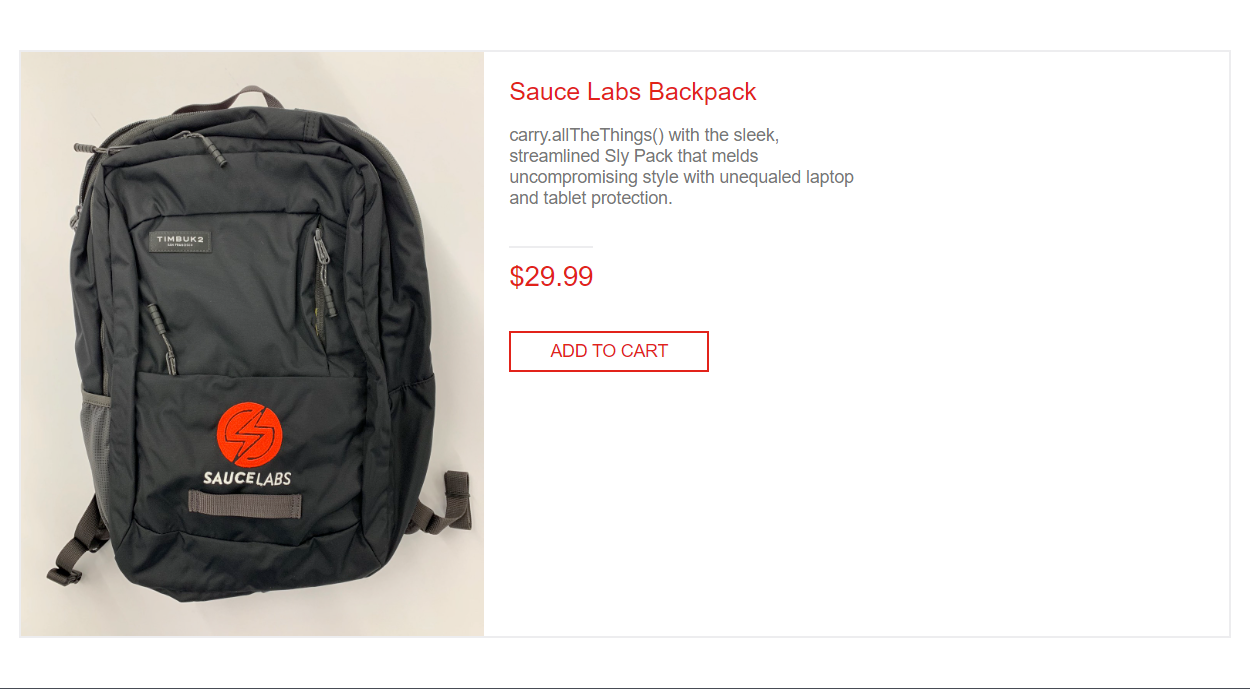 Sauce Labs Backpack
carry.allTheThings() with the sleek,
streamlined Sly Pack that melds
uncompromising style with unequaled laptop
and tablet protection.
$29.99
ADD TO CART
TIMBUK2
SAUCELABS